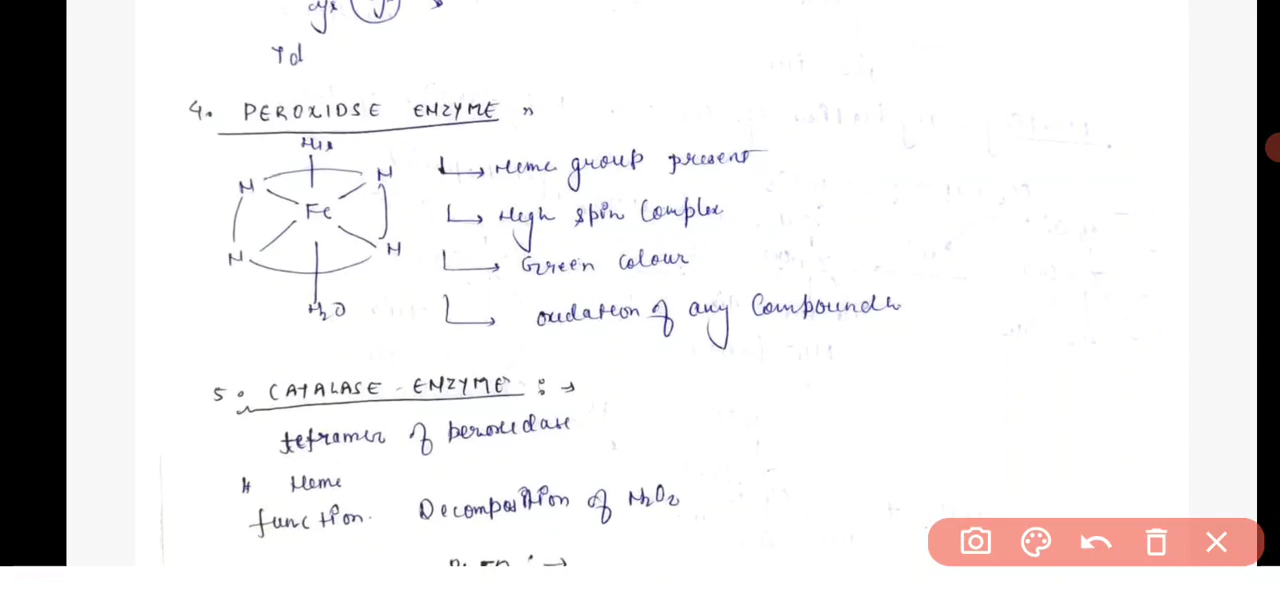 Yd
4. PEROXIDSE ENZYME
His
N N
Fe
N N
H2O
↳ Heme group present
↳ High spin Complex
↳ Green colour
↳ oxidation of any Compounds
5. CATALASE - ENZYME : →
tetramer of peroxidase
* Heme
function. Decomposition of H2O2